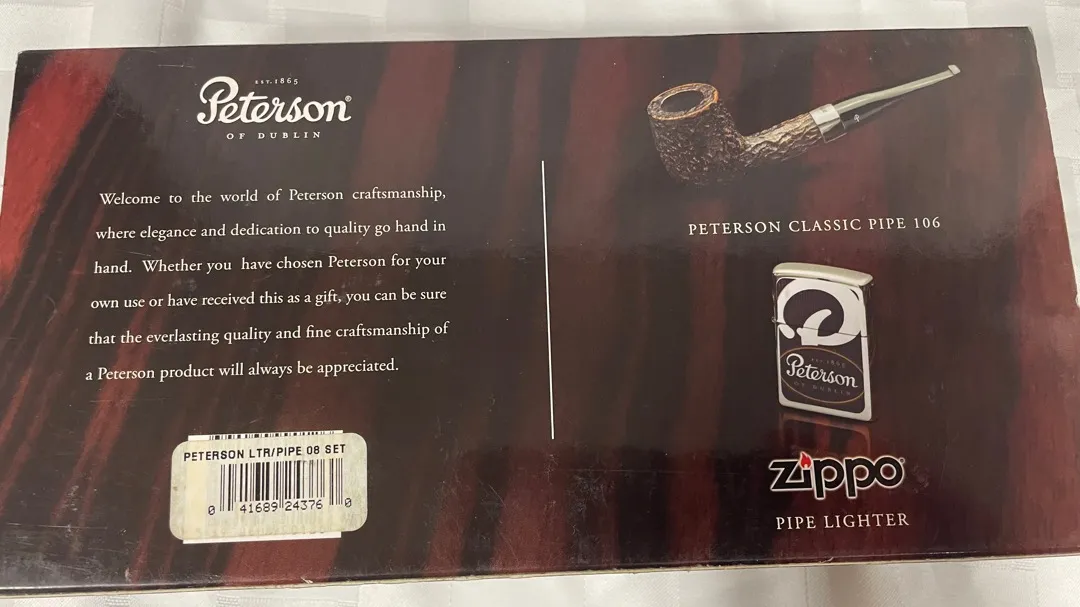 EST. 1865
Peterson®
OF DUBLIN
Welcome to the world of Peterson craftsmanship,
where elegance and dedication to quality go hand in
hand. Whether you have chosen Peterson for your
own use or have received this as a gift, you can be sure
that the everlasting quality and fine craftsmanship of
a Peterson product will always be appreciated.
PETERSON LTR/PIPE 08 SET
0 41689 24376 0
P
PETERSON CLASSIC PIPE 106
EST. 1865
Peterson
OF DUBLIN
zippo®
PIPE LIGHTER